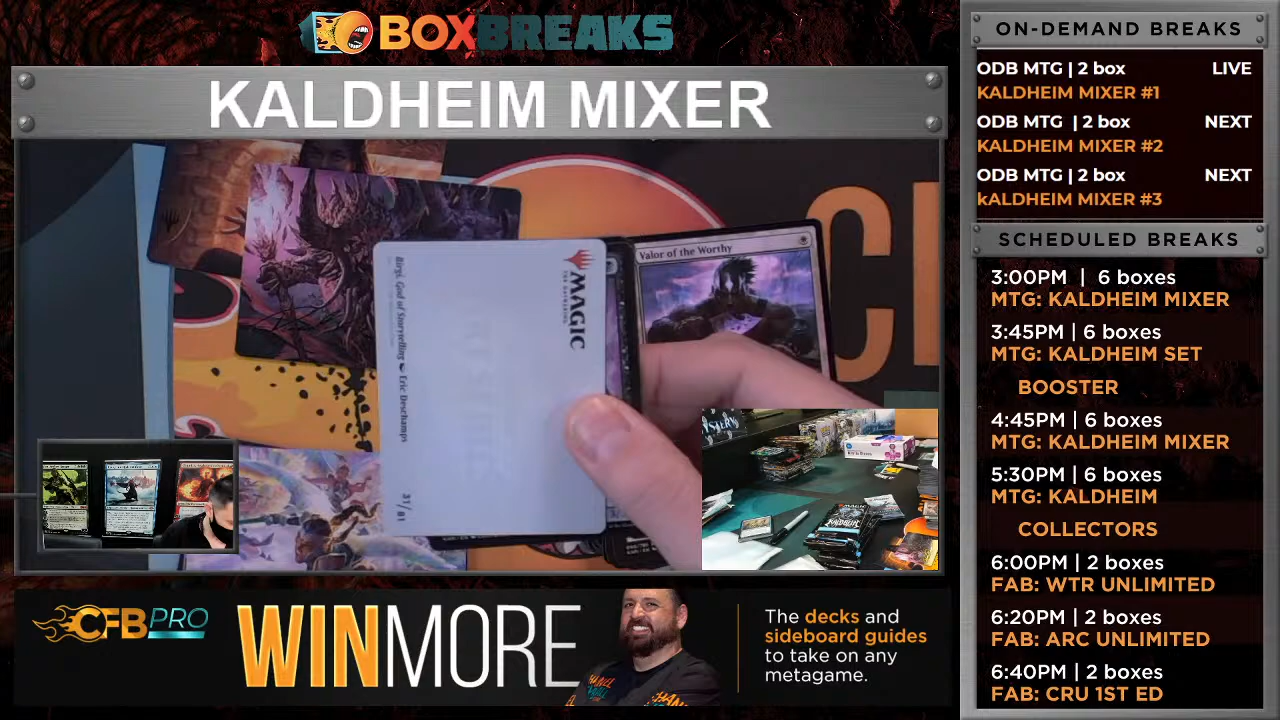 BOXBREAKS
KALDHEIM MIXER
MAGIC
THE GATHERING
Birgi, God of Storytelling
Eric Deschamps
31/81
Valor of the Worthy
ON-DEMAND BREAKS
ODB MTG | 2 box LIVE
KALDHEIM MIXER #1
ODB MTG | 2 box NEXT
KALDHEIM MIXER #2
ODB MTG | 2 box NEXT
kALDHEIM MIXER #3
SCHEDULED BREAKS
3:00PM | 6 boxes
MTG: KALDHEIM MIXER
3:45PM | 6 boxes
MTG: KALDHEIM SET
BOOSTER
4:45PM | 6 boxes
MTG: KALDHEIM MIXER
5:30PM | 6 boxes
MTG: KALDHEIM
COLLECTORS
6:00PM | 2 boxes
FAB: WTR UNLIMITED
6:20PM | 2 boxes
FAB: ARC UNLIMITED
6:40PM | 2 boxes
FAB: CRU 1ST ED
CFBPRO
WINMORE
The decks and
sideboard guides
to take on any
metagame.